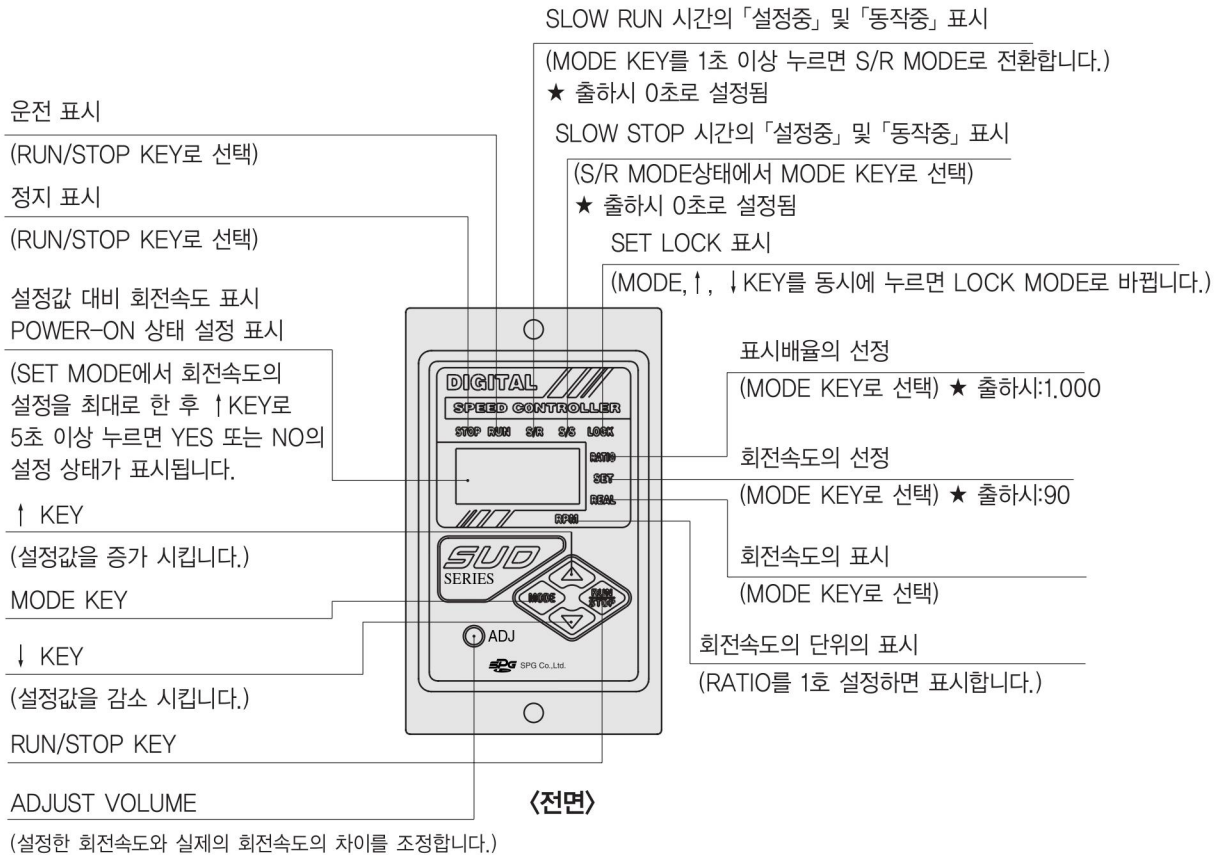 SLOW RUN 시간의 「설정중」 및 「동작중」 표시
(MODE KEY를 1초 이상 누르면 S/R MODE로 전환합니다.)
★ 출하시 0초로 설정됨
SLOW STOP 시간의 「설정중」 및 「동작중」 표시
(S/R MODE상태에서 MODE KEY로 선택)
★ 출하시 0초로 설정됨
SET LOCK 표시
(MODE,↑, ↓KEY를 동시에 누르면 LOCK MODE로 바뀝니다.)
운전 표시
(RUN/STOP KEY로 선택)
정지 표시
(RUN/STOP KEY로 선택)
설정값 대비 회전속도 표시
POWER-ON 상태 설정 표시
(SET MODE에서 회전속도의
설정을 최대로 한 후 ↑KEY로
5초 이상 누르면 YES 또는 NO의
설정 상태가 표시됩니다.
↑ KEY
(설정값을 증가 시킵니다.)
MODE KEY
↓ KEY
(설정값을 감소 시킵니다.)
RUN/STOP KEY
ADJUST VOLUME
(설정한 회전속도와 실제의 회전속도의 차이를 조정합니다.)
DIGITAL
SPEED CONTROLLER
STOP RUN S/R S/S LOCK
RATIO
SET
REAL
RPM
SUD
SERIES
MODE
RUN
STOP
ADJ
SPG SPG Co.,Ltd.
<전면>
표시배율의 선정
(MODE KEY로 선택) ★ 출하시:1.000
회전속도의 선정
(MODE KEY로 선택) ★ 출하시:90
회전속도의 표시
(MODE KEY로 선택)
회전속도의 단위의 표시
(RATIO를 1호 설정하면 표시합니다.)